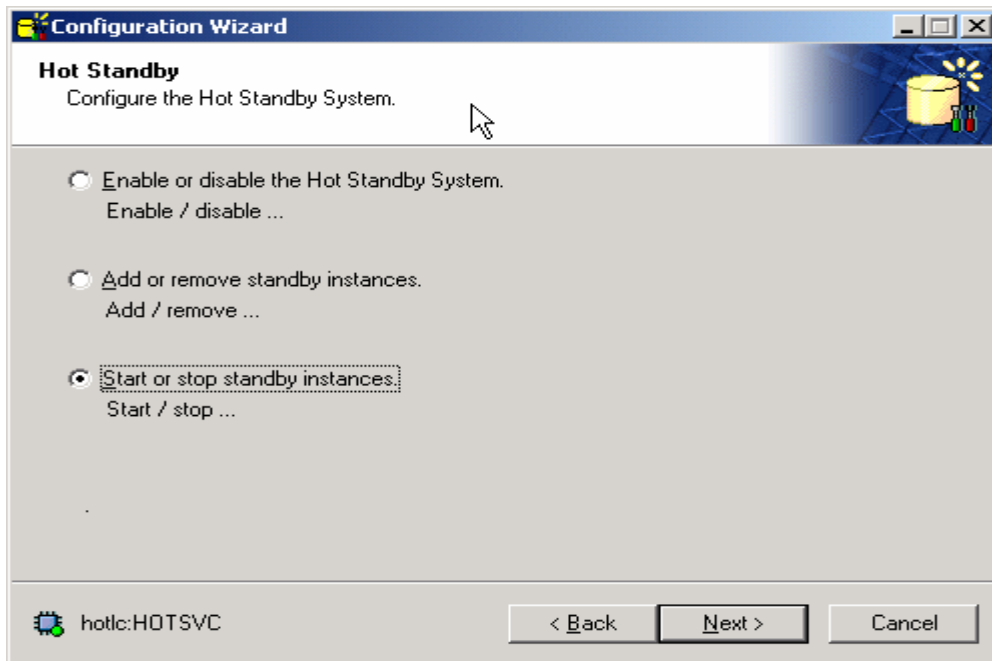 Configuration Wizard
Hot Standby
Configure the Hot Standby System.
Enable or disable the Hot Standby System.
Enable / disable ...
Add or remove standby instances.
Add / remove ...
Start or stop standby instances.
Start / stop ...
.
hotlc:HOTSVC
< Back
Next >
Cancel